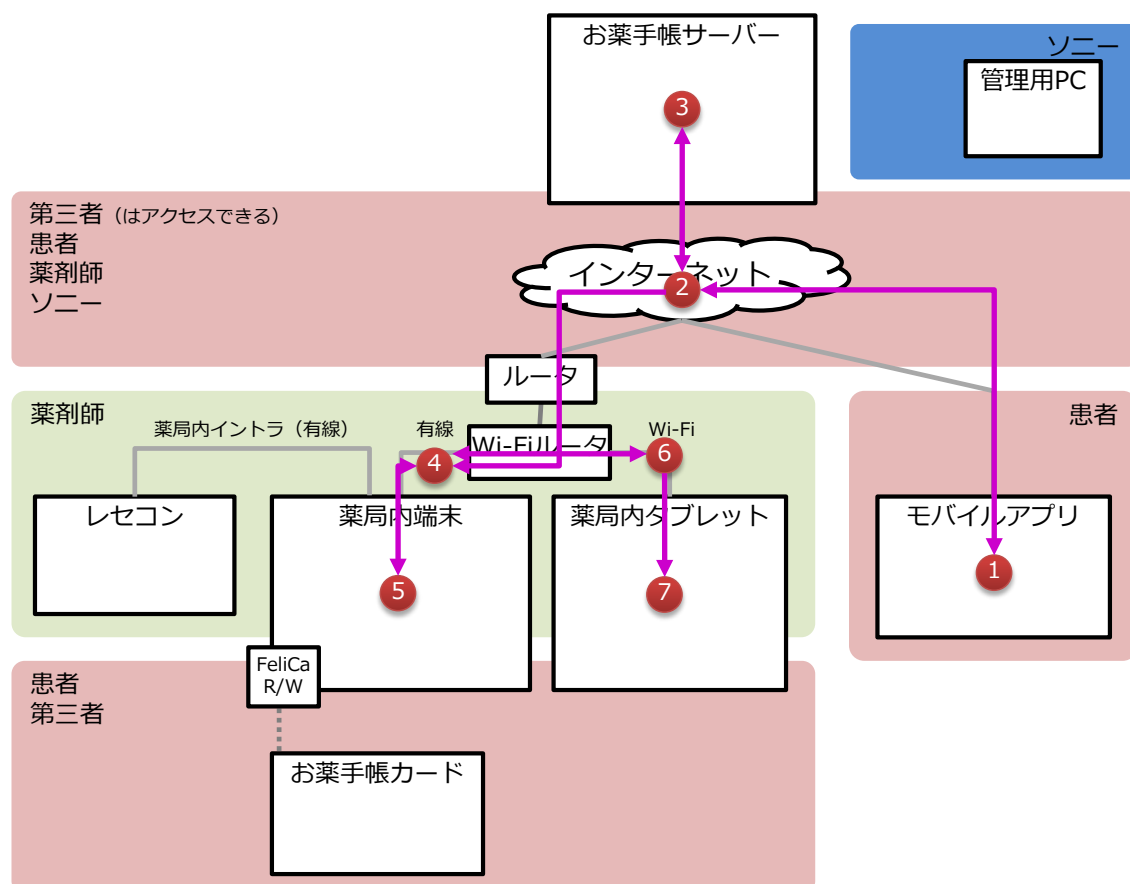 お薬手帳サーバー
3
ソニー
管理用PC
第三者（はアクセスできる）
患者
薬剤師
ソニー
インターネット
2
ルータ
薬剤師
薬局内イントラ（有線）
有線
Wi-Fiルータ
Wi-Fi
4
6
患者
レセコン
薬局内端末
5
薬局内タブレット
7
モバイルアプリ
1
FeliCa
R/W
患者
第三者
お薬手帳カード